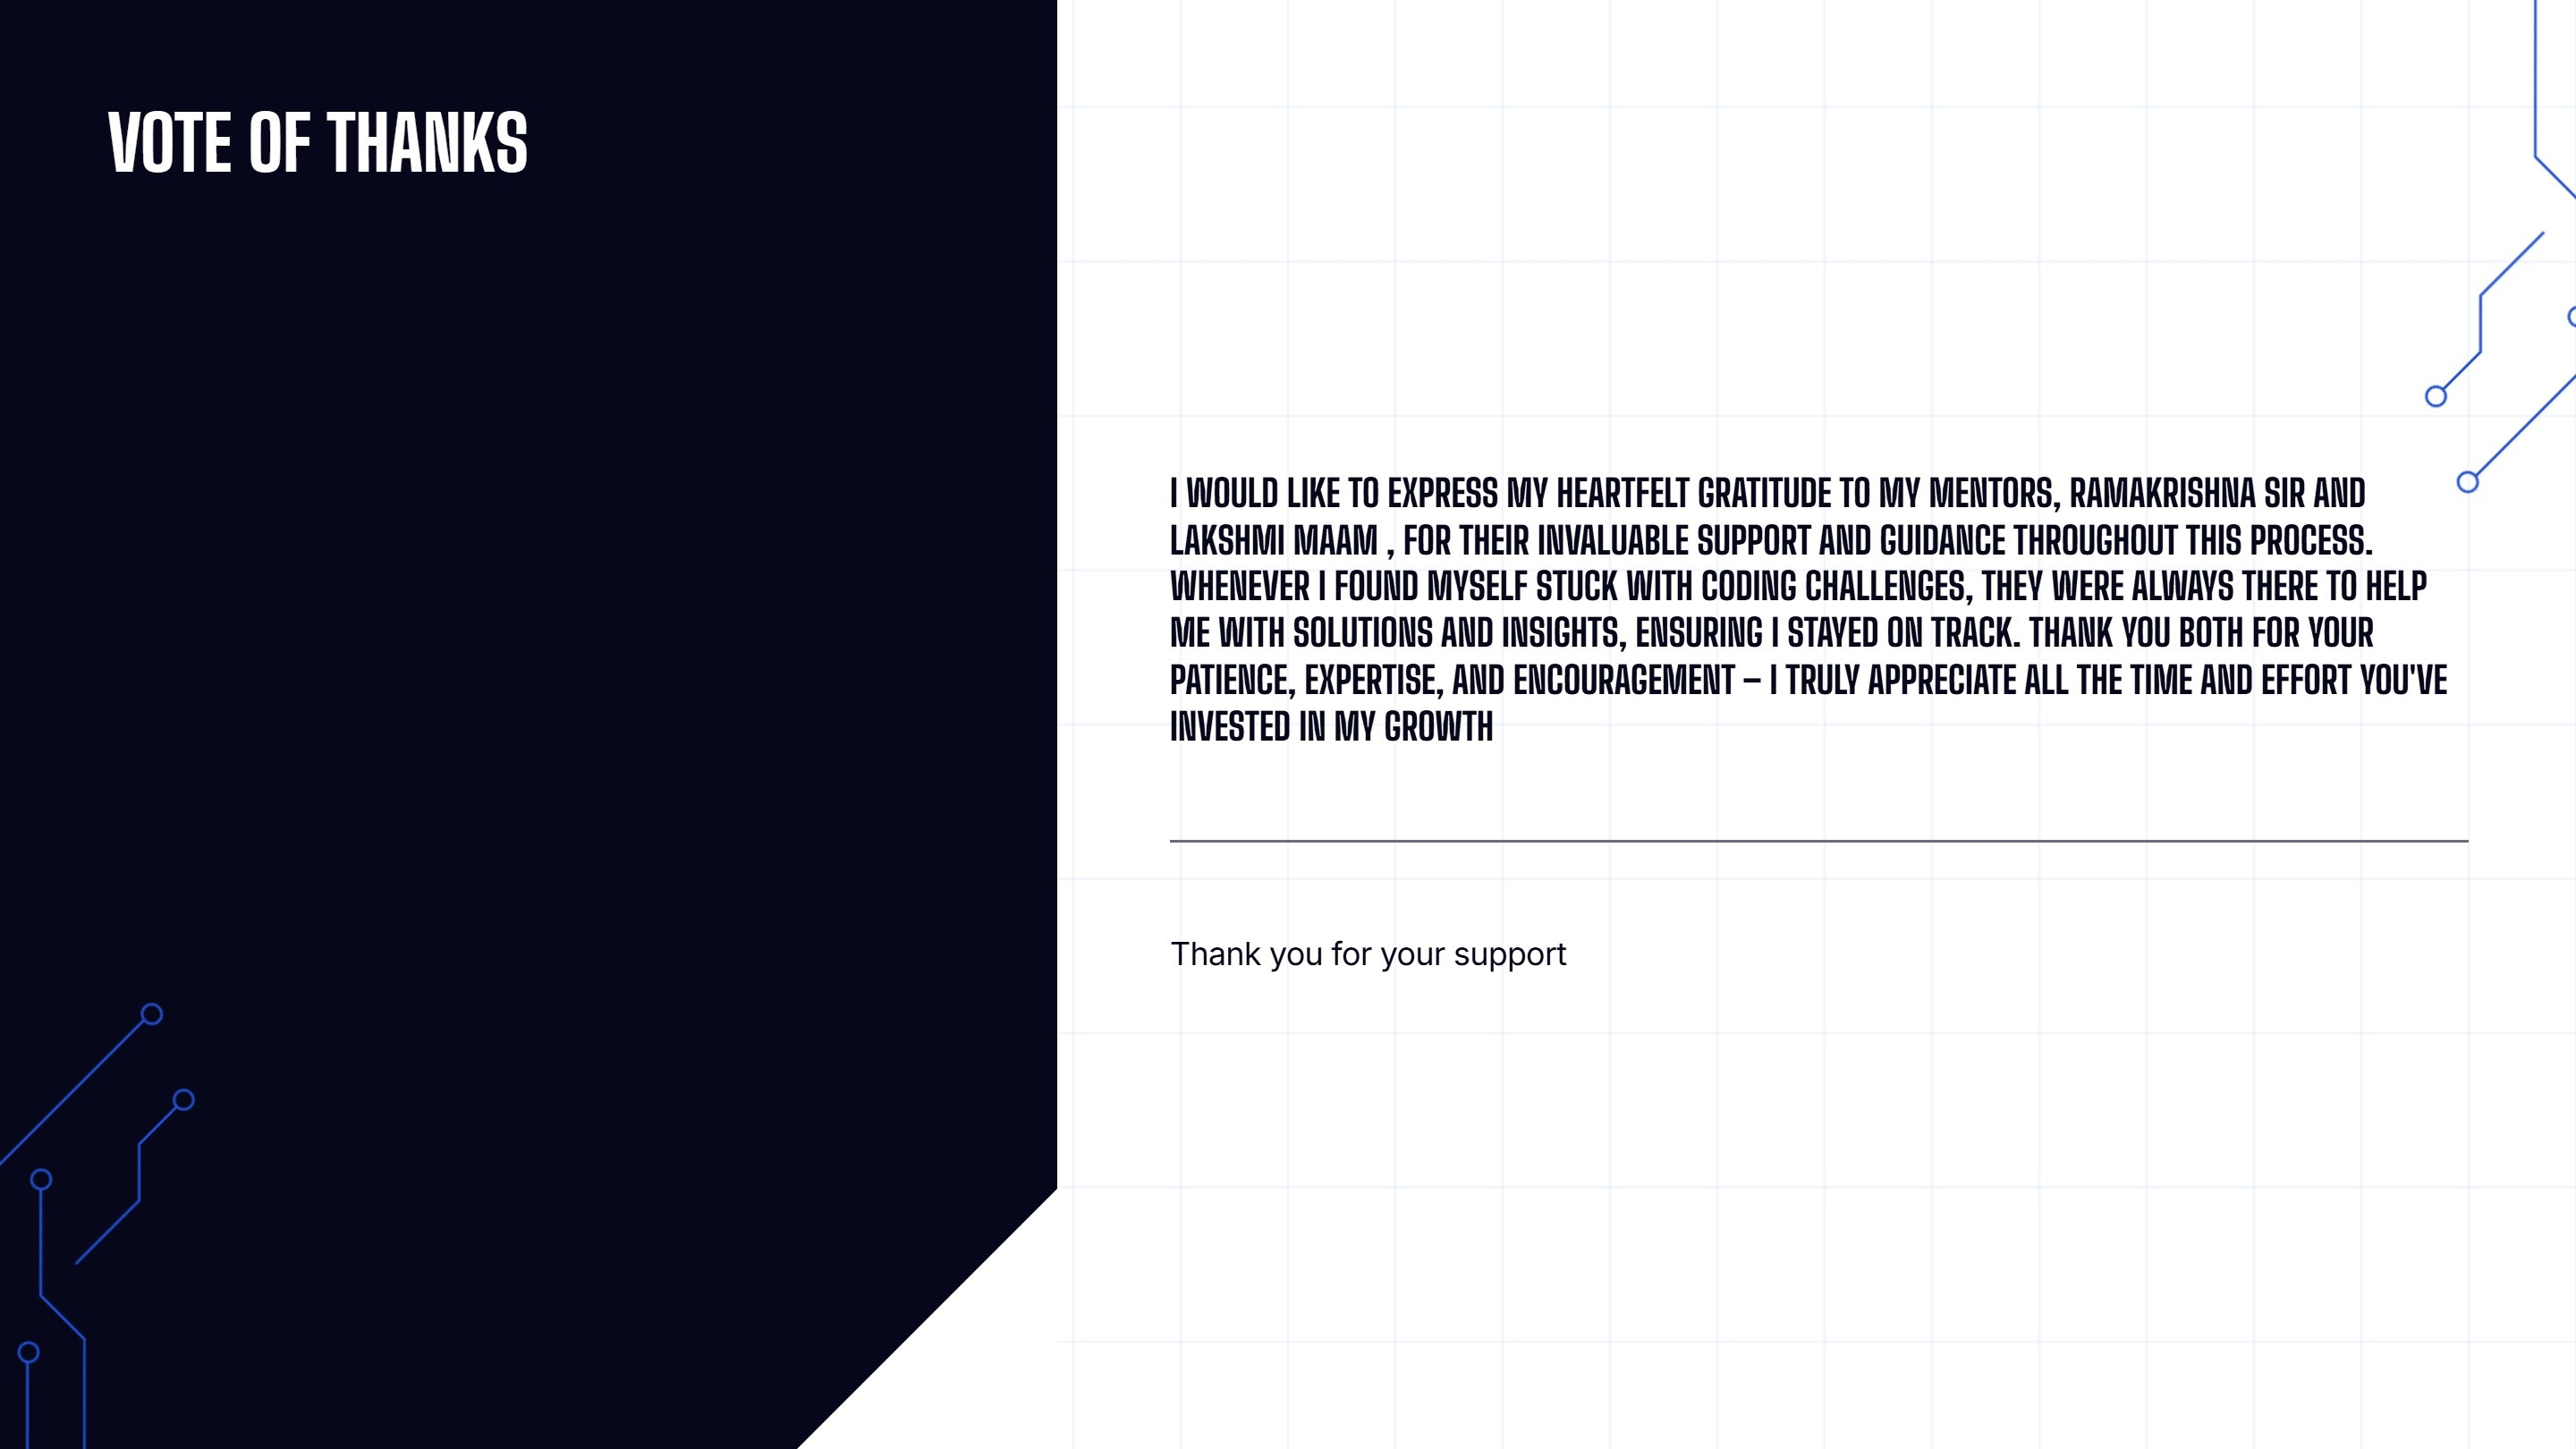 VOTE OF THANKS
I WOULD LIKE TO EXPRESS MY HEARTFELT GRATITUDE TO MY MENTORS, RAMAKRISHNA SIR AND
LAKSHMI MAAM , FOR THEIR INVALUABLE SUPPORT AND GUIDANCE THROUGHOUT THIS PROCESS.
WHENEVER I FOUND MYSELF STUCK WITH CODING CHALLENGES, THEY WERE ALWAYS THERE TO HELP
ME WITH SOLUTIONS AND INSIGHTS, ENSURING I STAYED ON TRACK. THANK YOU BOTH FOR YOUR
PATIENCE, EXPERTISE, AND ENCOURAGEMENT – I TRULY APPRECIATE ALL THE TIME AND EFFORT YOU'VE
INVESTED IN MY GROWTH
Thank you for your support